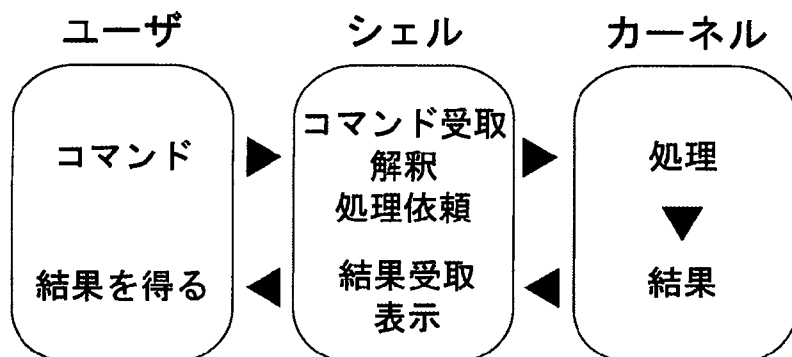 ユーザ
シェル
カーネル
コマンド
コマンド受取
解釈
処理依頼
処理
結果を得る
結果受取
表示
結果